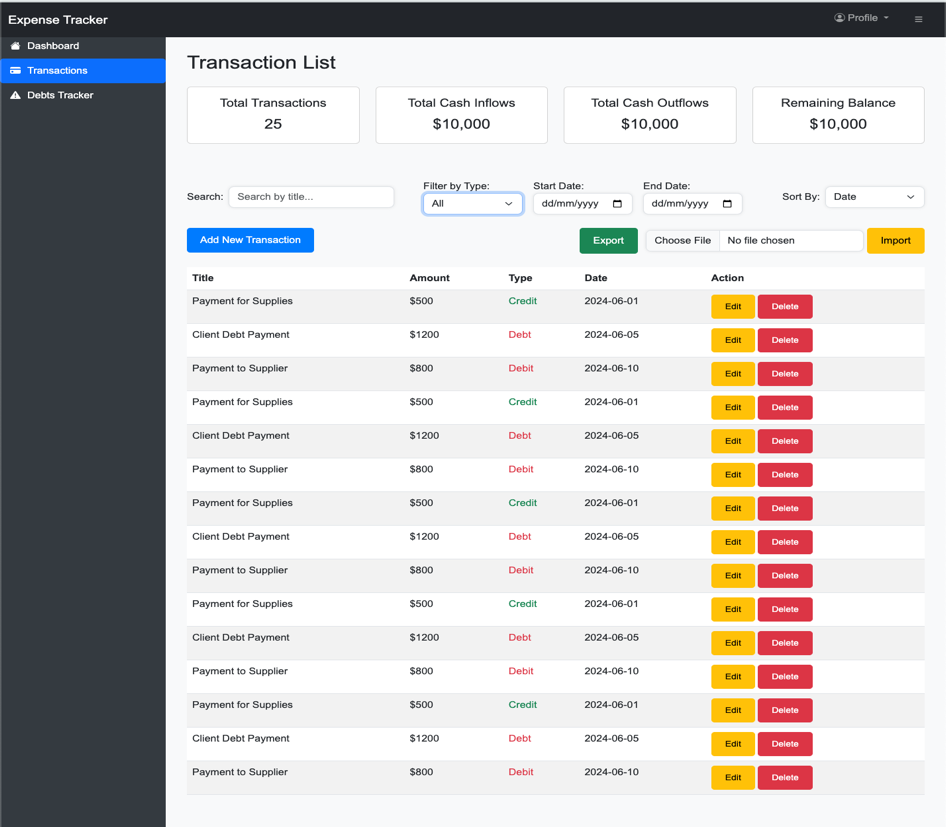 Expense Tracker
Profile
Dashboard
Transactions
Debts Tracker
Transaction List
Total Transactions
25
Total Cash Inflows
$10,000
Total Cash Outflows
$10,000
Remaining Balance
$10,000
Search: Search by title...
Filter by Type:
All
Start Date:
dd/mm/yyyy
End Date:
dd/mm/yyyy
Sort By: Date
Add New Transaction
Export
Choose File No file chosen
Import
Title Amount Type Date Action
Payment for Supplies $500 Credit 2024-06-01 Edit Delete
Client Debt Payment $1200 Debt 2024-06-05 Edit Delete
Payment to Supplier $800 Debit 2024-06-10 Edit Delete
Payment for Supplies $500 Credit 2024-06-01 Edit Delete
Client Debt Payment $1200 Debt 2024-06-05 Edit Delete
Payment to Supplier $800 Debit 2024-06-10 Edit Delete
Payment for Supplies $500 Credit 2024-06-01 Edit Delete
Client Debt Payment $1200 Debt 2024-06-05 Edit Delete
Payment to Supplier $800 Debit 2024-06-10 Edit Delete
Payment for Supplies $500 Credit 2024-06-01 Edit Delete
Client Debt Payment $1200 Debt 2024-06-05 Edit Delete
Payment to Supplier $800 Debit 2024-06-10 Edit Delete
Payment for Supplies $500 Credit 2024-06-01 Edit Delete
Client Debt Payment $1200 Debt 2024-06-05 Edit Delete
Payment to Supplier $800 Debit 2024-06-10 Edit Delete